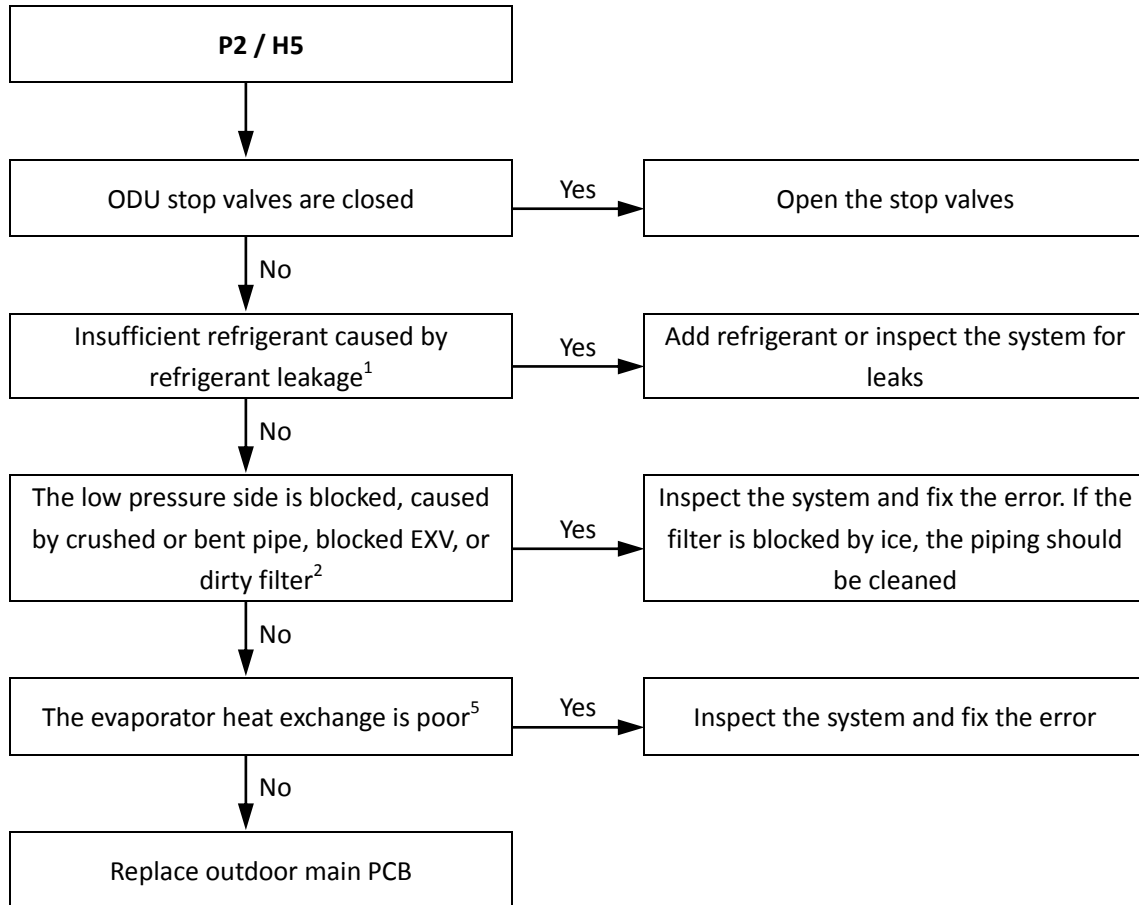 P2 / H5
ODU stop valves are closed
Yes
Open the stop valves
No
Insufficient refrigerant caused by
refrigerant leakage1
Yes
Add refrigerant or inspect the system for
leaks
No
The low pressure side is blocked, caused
by crushed or bent pipe, blocked EXV, or
dirty filter2
Yes
Inspect the system and fix the error. If the
filter is blocked by ice, the piping should
be cleaned
No
The evaporator heat exchange is poor5
Yes
Inspect the system and fix the error
No
Replace outdoor main PCB